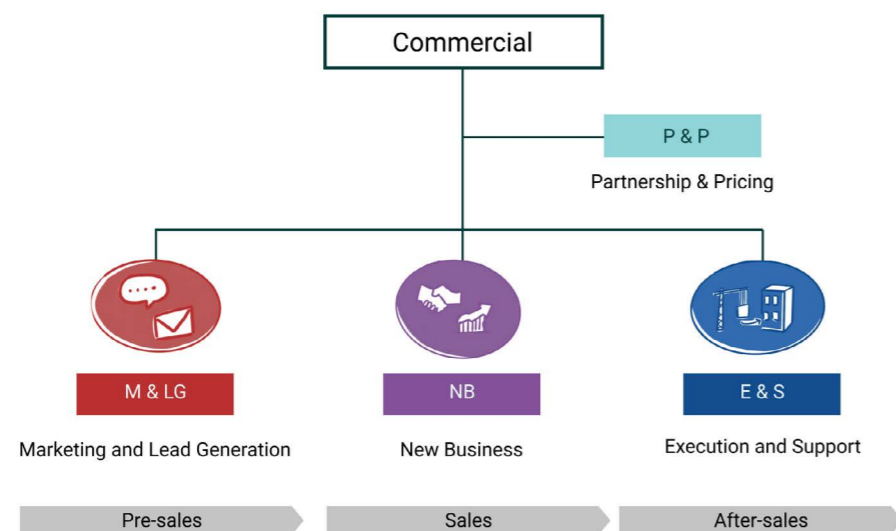 Commercial
P & P
Partnership & Pricing
M & LG
NB
E & S
Marketing and Lead Generation
New Business
Execution and Support
Pre-sales
Sales
After-sales